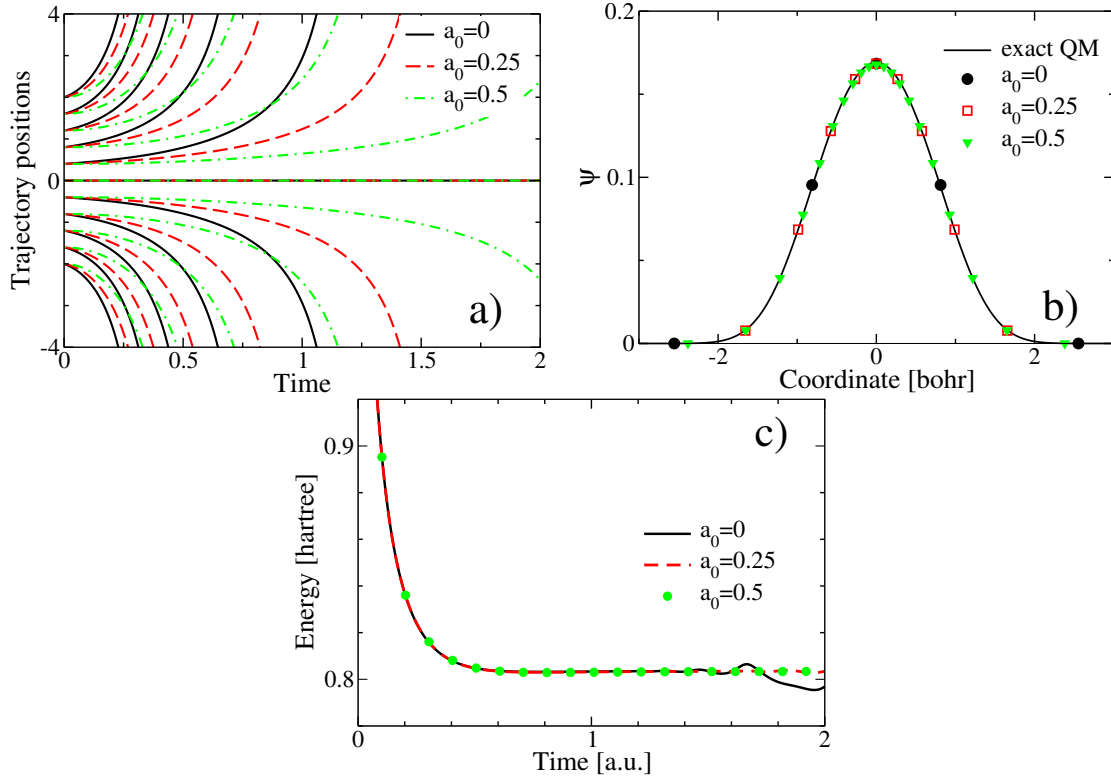 4
0
-4
Trajectory positions
0
0.5
1
1.5
2
Time
a₀=0
a₀=0.25
a₀=0.5
a)
0.2
0.1
0
ψ
-2
0
2
Coordinate [bohr]
exact QM
a₀=0
a₀=0.25
a₀=0.5
b)
0.9
0.8
Energy [hartree]
0
1
2
Time [a.u.]
a₀=0
a₀=0.25
a₀=0.5
c)